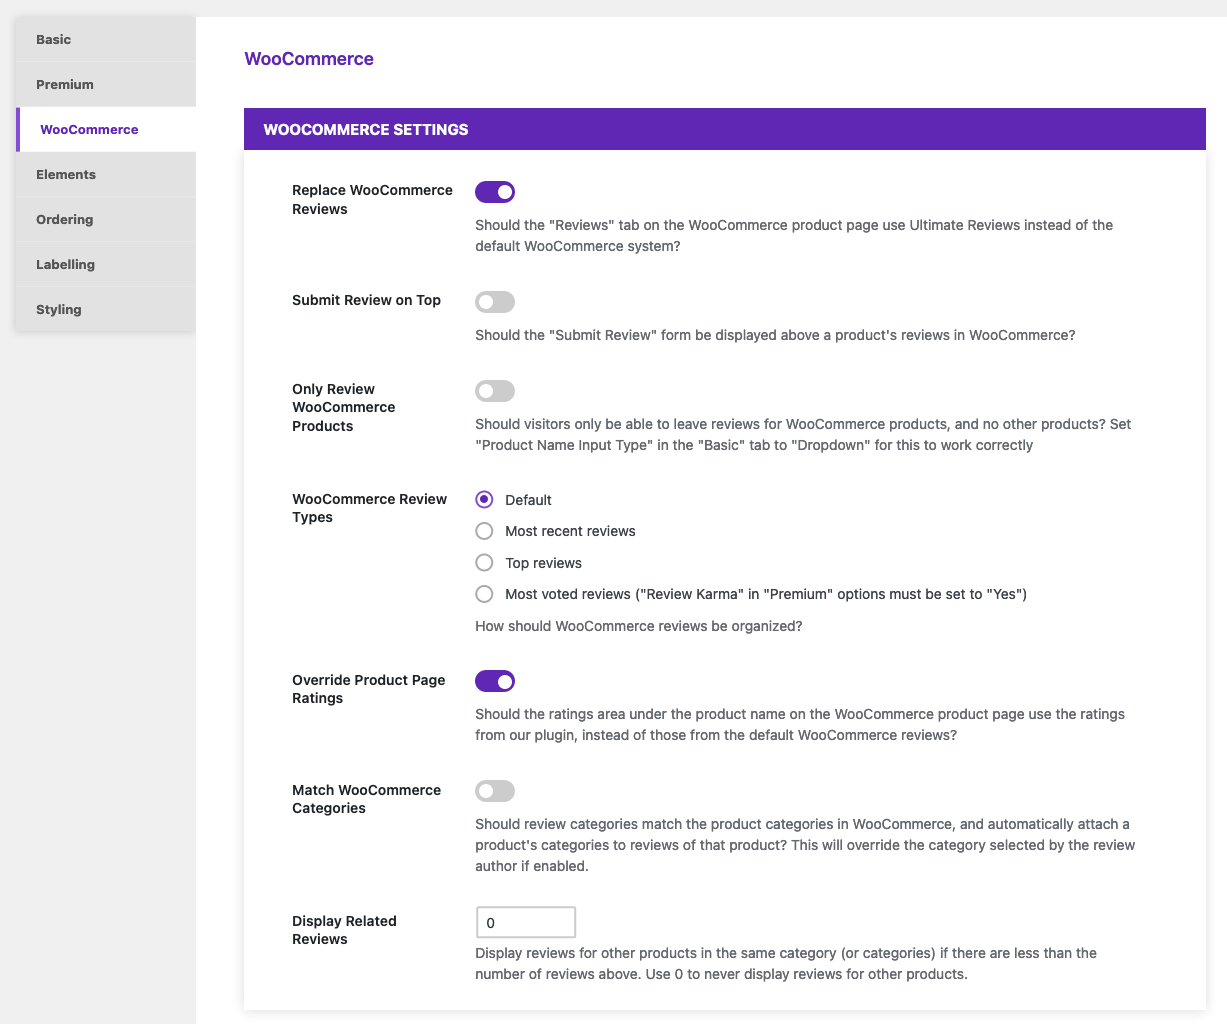 Basic
Premium
WooCommerce
Elements
Ordering
Labelling
Styling
WooCommerce
WOOCOMMERCE SETTINGS
Replace WooCommerce
Reviews
Should the "Reviews" tab on the WooCommerce product page use Ultimate Reviews instead of the
default WooCommerce system?
Submit Review on Top
Should the "Submit Review" form be displayed above a product's reviews in WooCommerce?
Only Review
WooCommerce
Products
Should visitors only be able to leave reviews for WooCommerce products, and no other products? Set
"Product Name Input Type" in the "Basic" tab to "Dropdown" for this to work correctly
WooCommerce Review
Types
Default
Most recent reviews
Top reviews
Most voted reviews ("Review Karma" in "Premium" options must be set to "Yes")
How should WooCommerce reviews be organized?
Override Product Page
Ratings
Should the ratings area under the product name on the WooCommerce product page use the ratings
from our plugin, instead of those from the default WooCommerce reviews?
Match WooCommerce
Categories
Should review categories match the product categories in WooCommerce, and automatically attach a
product's categories to reviews of that product? This will override the category selected by the review
author if enabled.
Display Related
Reviews
0
Display reviews for other products in the same category (or categories) if there are less than the
number of reviews above. Use 0 to never display reviews for other products.